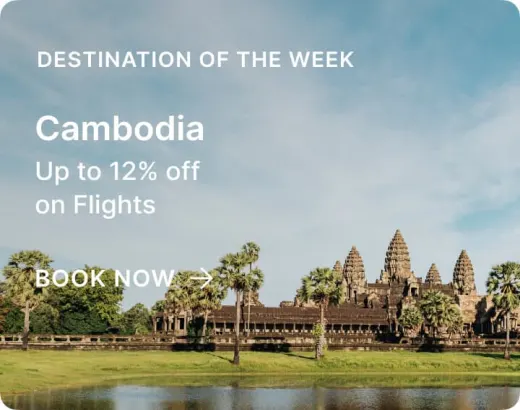 DESTINATION OF THE WEEK
Cambodia
Up to 12% off
on Flights
BOOK NOW →